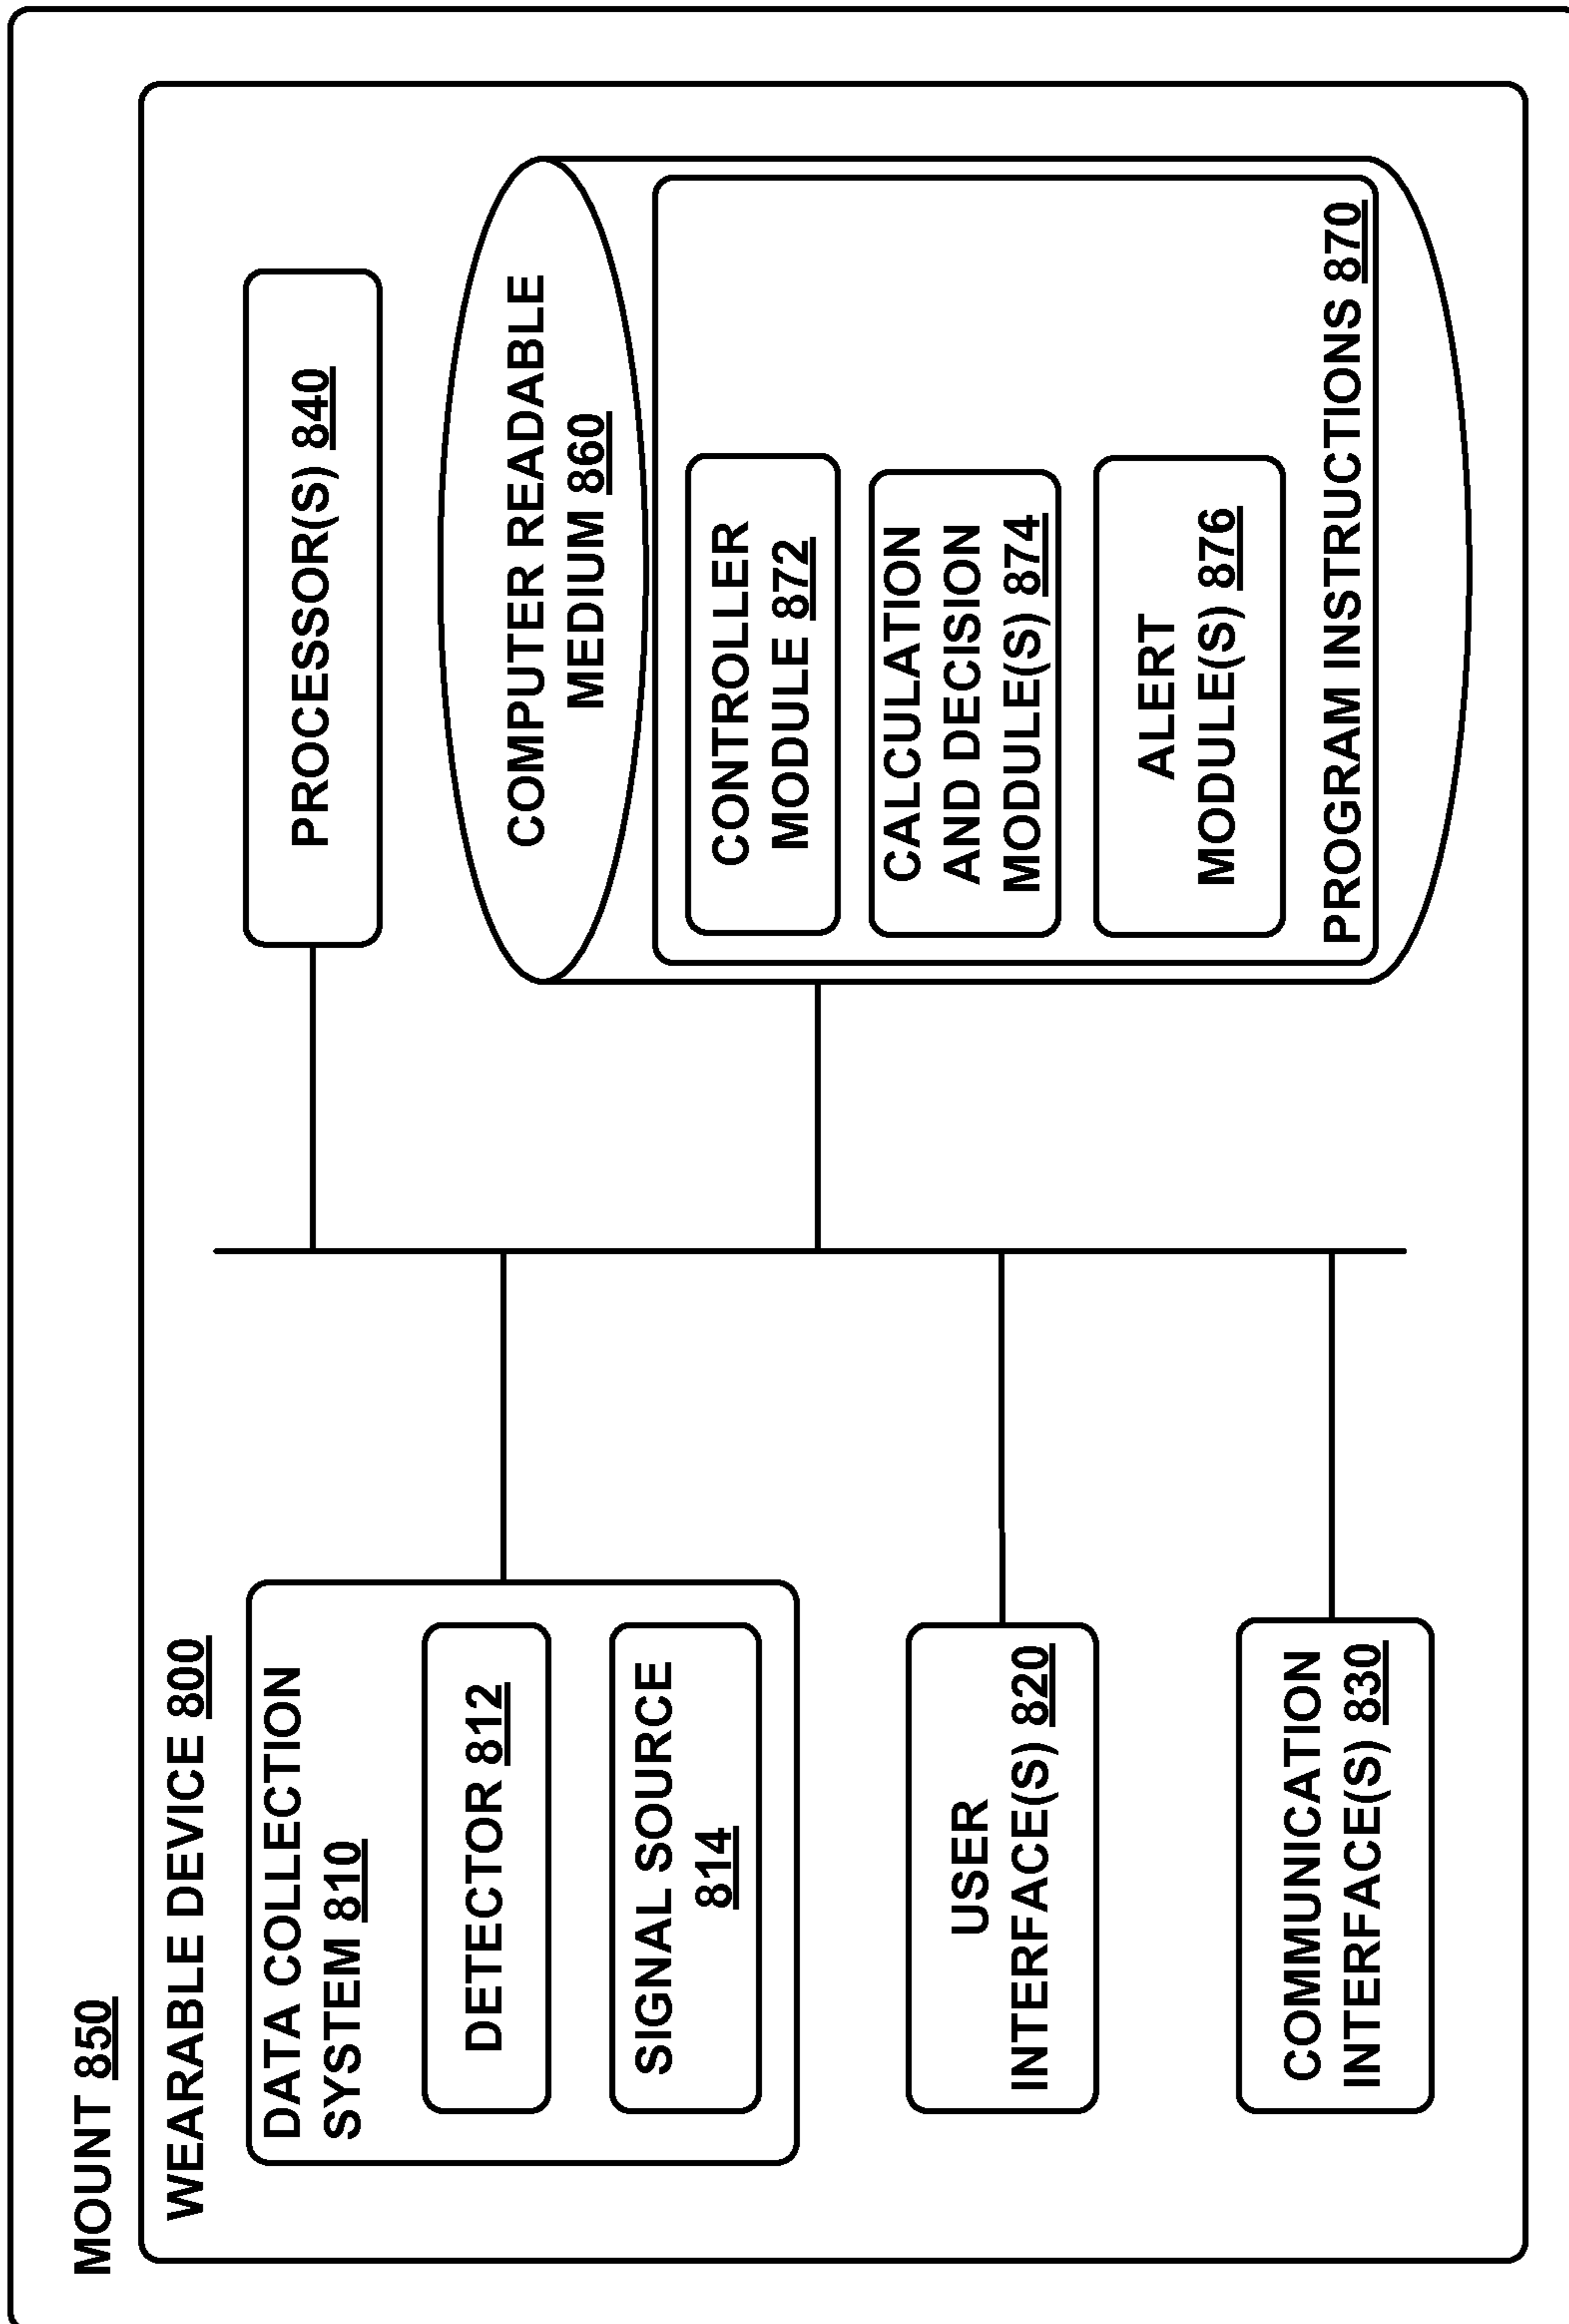 MOUNT 850
WEARABLE DEVICE 800
DATA COLLECTION
SYSTEM 810
DETECTOR 812
SIGNAL SOURCE
814
USER
INTERFACE(S) 820
COMMUNICATION
INTERFACE(S) 830
PROCESSOR(S) 840
COMPUTER READABLE
MEDIUM 860
CONTROLLER
MODULE 872
CALCULATION
AND DECISION
MODULE(S) 874
ALERT
MODULE(S) 876
PROGRAM INSTRUCTIONS 870